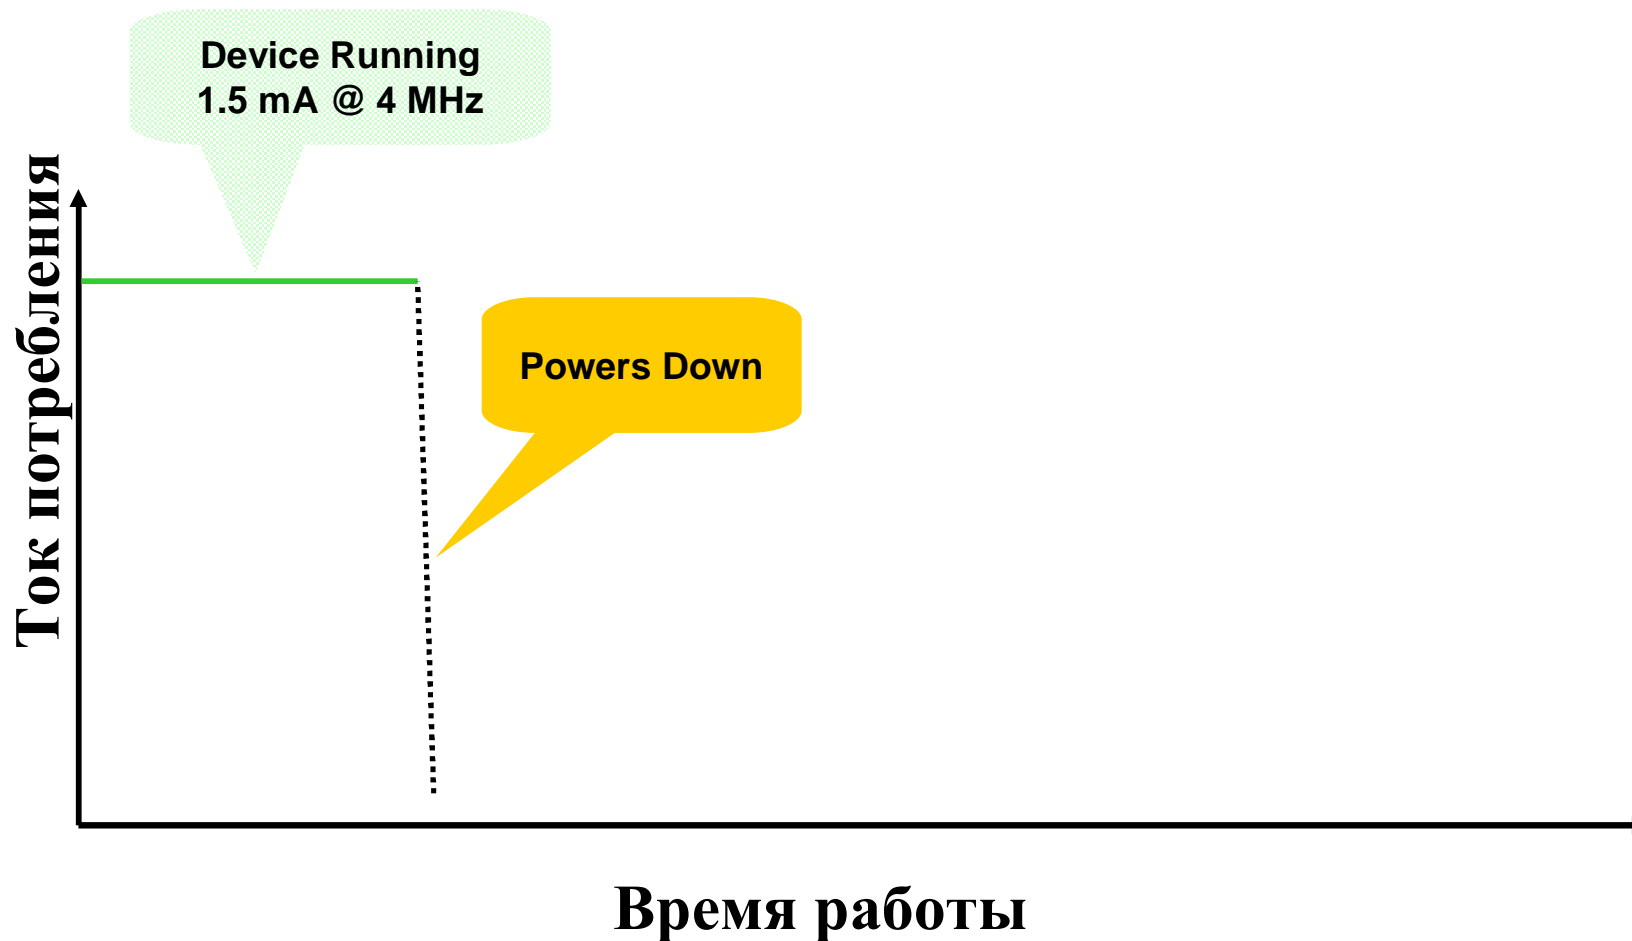 Device Running
1.5 mA @ 4 MHz
Ток потребления
Powers Down
Время работы